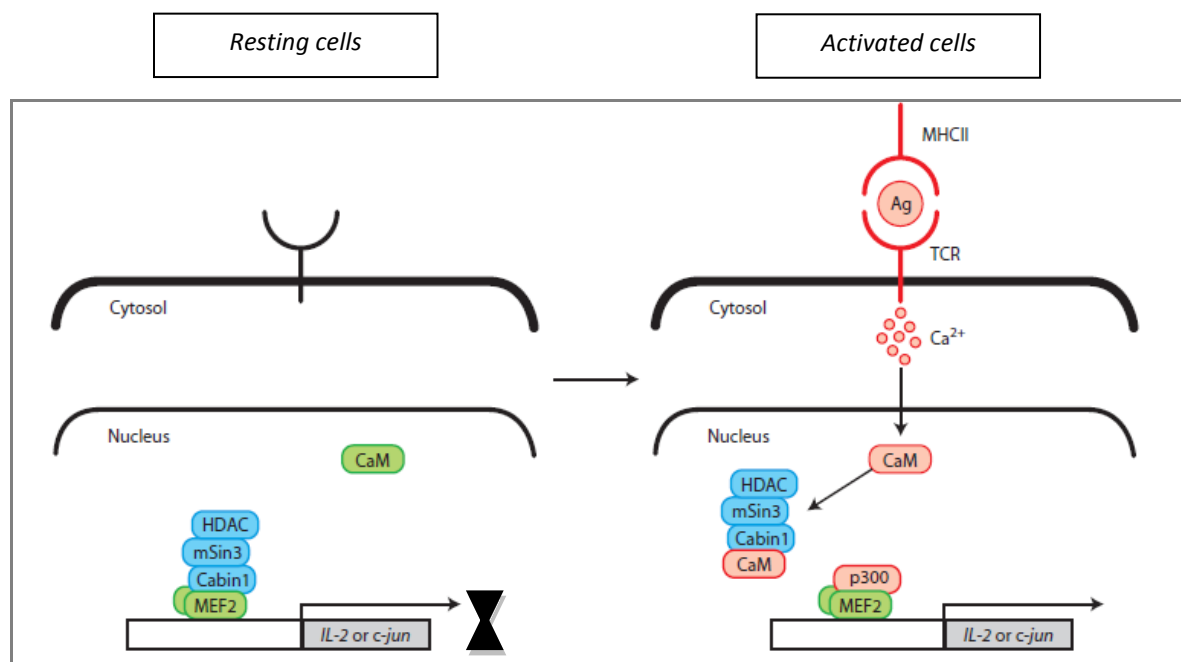 Resting cells
Activated cells
MHCII
Ag
TCR
Cytosol
Cytosol
Ca²⁺
Nucleus
Nucleus
CaM
CaM
HDAC
HDAC
mSin3
mSin3
Cabin1
Cabin1
CaM
p300
MEF2
MEF2
IL-2 or c-jun
IL-2 or c-jun